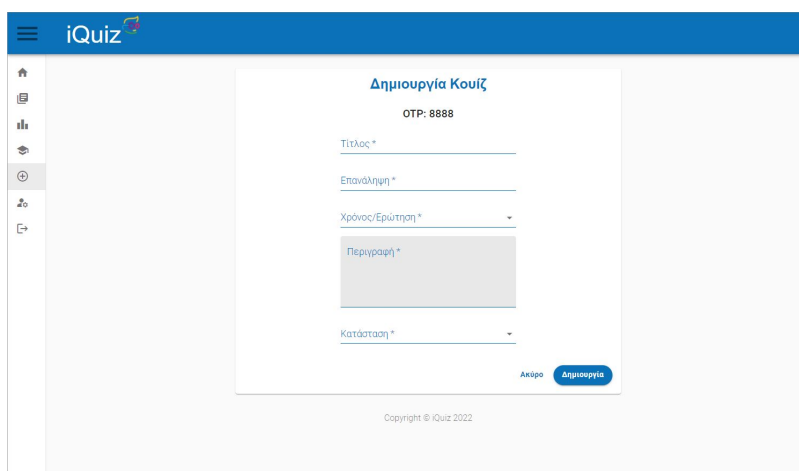 iQuiz
Δημιουργία Κουίζ
OTP: 8888
Τίτλος *
Επανάληψη *
Χρόνος/Ερώτηση *
Περιγραφή *
Κατάσταση *
Ακύρο Δημιουργία
Copyright © iQuiz 2022